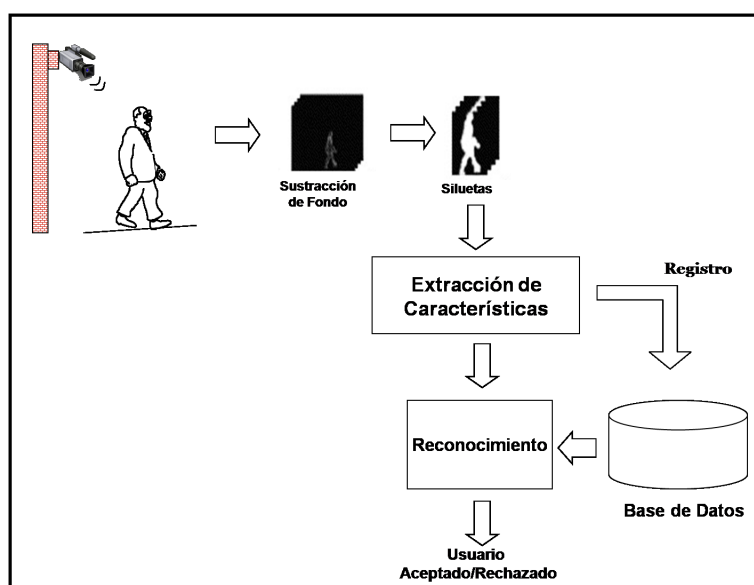 Sustracción
de Fondo
Siluetas
Extracción de
Características
Registro
Reconocimiento
Base de Datos
Usuario
Aceptado/Rechazado